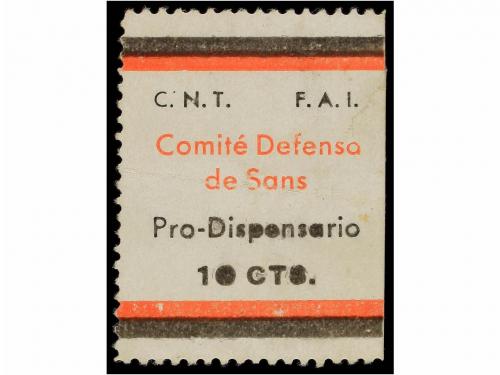 C. N. T. F. A. I.
Comité Defensa
de Sans
Pro-Dispensario
10 CTS.